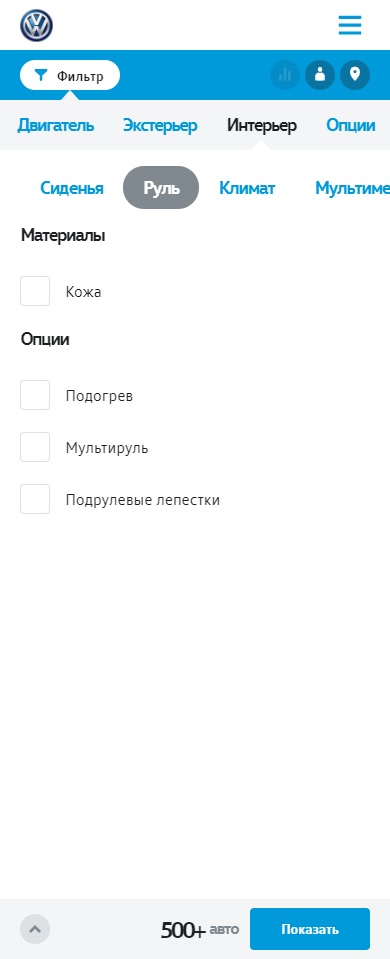 Фильтр
Двигатель Экстерьер Интерьер Опции
Сиденья Руль Климат Мультиме
Материалы
Кожа
Опции
Подогрев
Мультируль
Подрулевые лепестки
500+ авто Показать